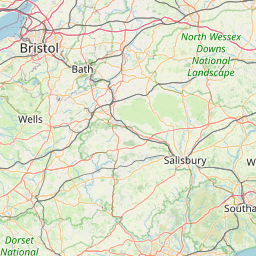 North Wessex
Downs
National
Landscape
Bristol
Bath
Wells
Salisbury
W
Southa
Dorset
National